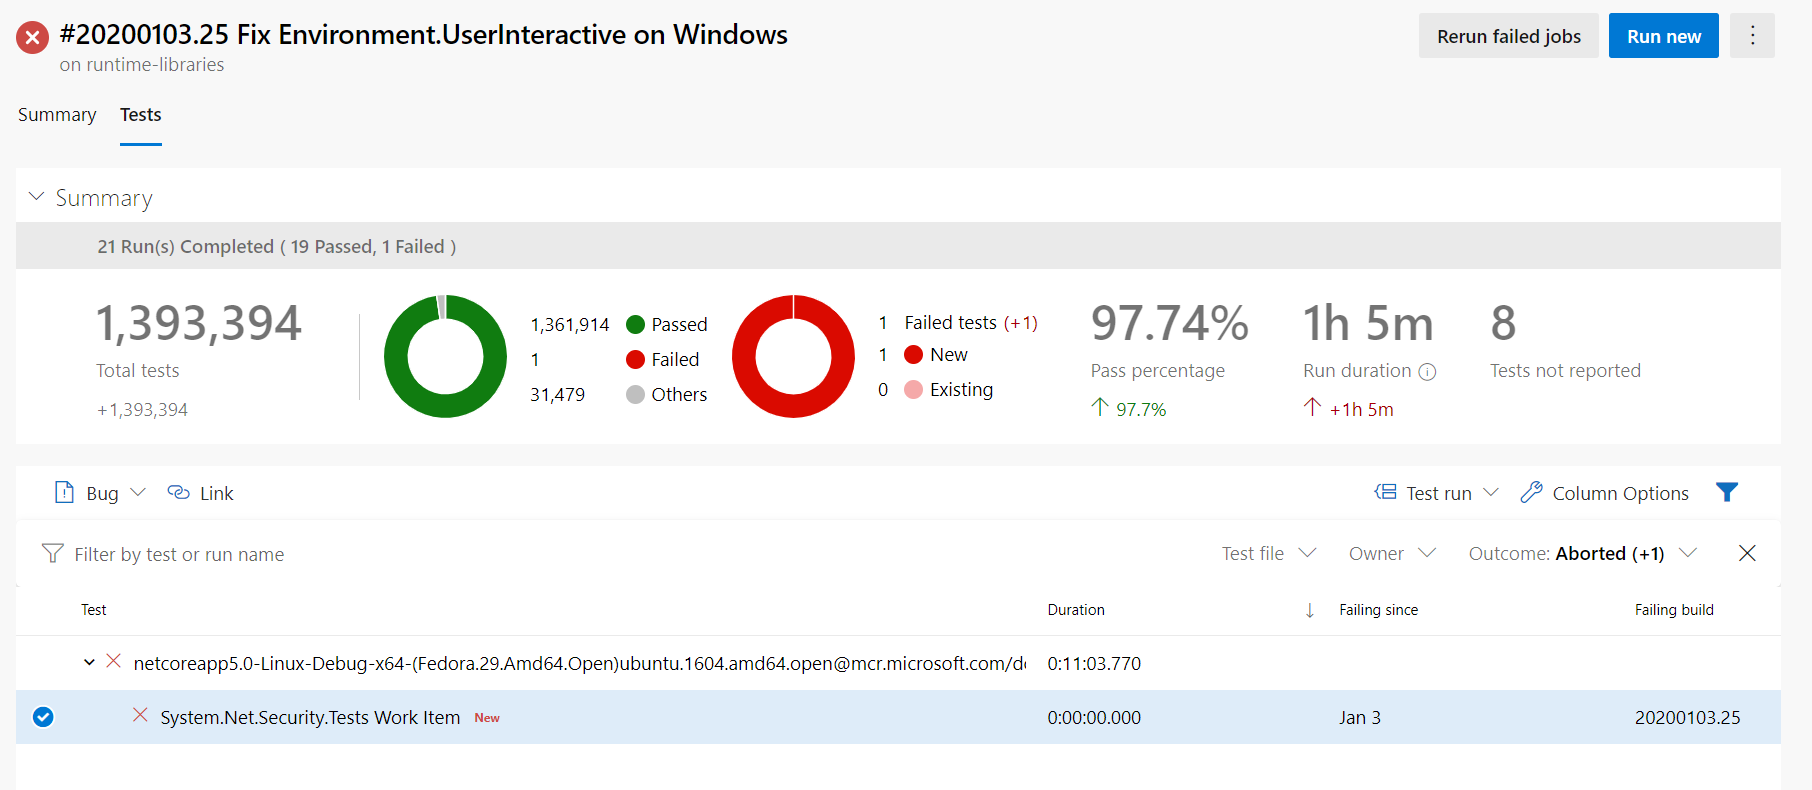 #20200103.25 Fix Environment.UserInteractive on Windows
on runtime-libraries
Rerun failed jobs
Run new
Summary
Tests
Summary
21 Run(s) Completed ( 19 Passed, 1 Failed )
1,393,394
Total tests
+1,393,394
1,361,914 Passed
1 Failed
31,479 Others
1 Failed tests (+1)
1 New
0 Existing
97.74%
Pass percentage
97.7%
1h 5m
Run duration
+1h 5m
8
Tests not reported
Bug
Link
Test run
Column Options
Filter by test or run name
Test file
Owner
Outcome: Aborted (+1)
Test Duration Failing since Failing build
netcoreapp5.0-Linux-Debug-x64-(Fedora.29.Amd64.Open)ubuntu.1604.amd64.open@mcr.microsoft.com/d 0:11:03.770
System.Net.Security.Tests Work Item New 0:00:00.000 Jan 3 20200103.25